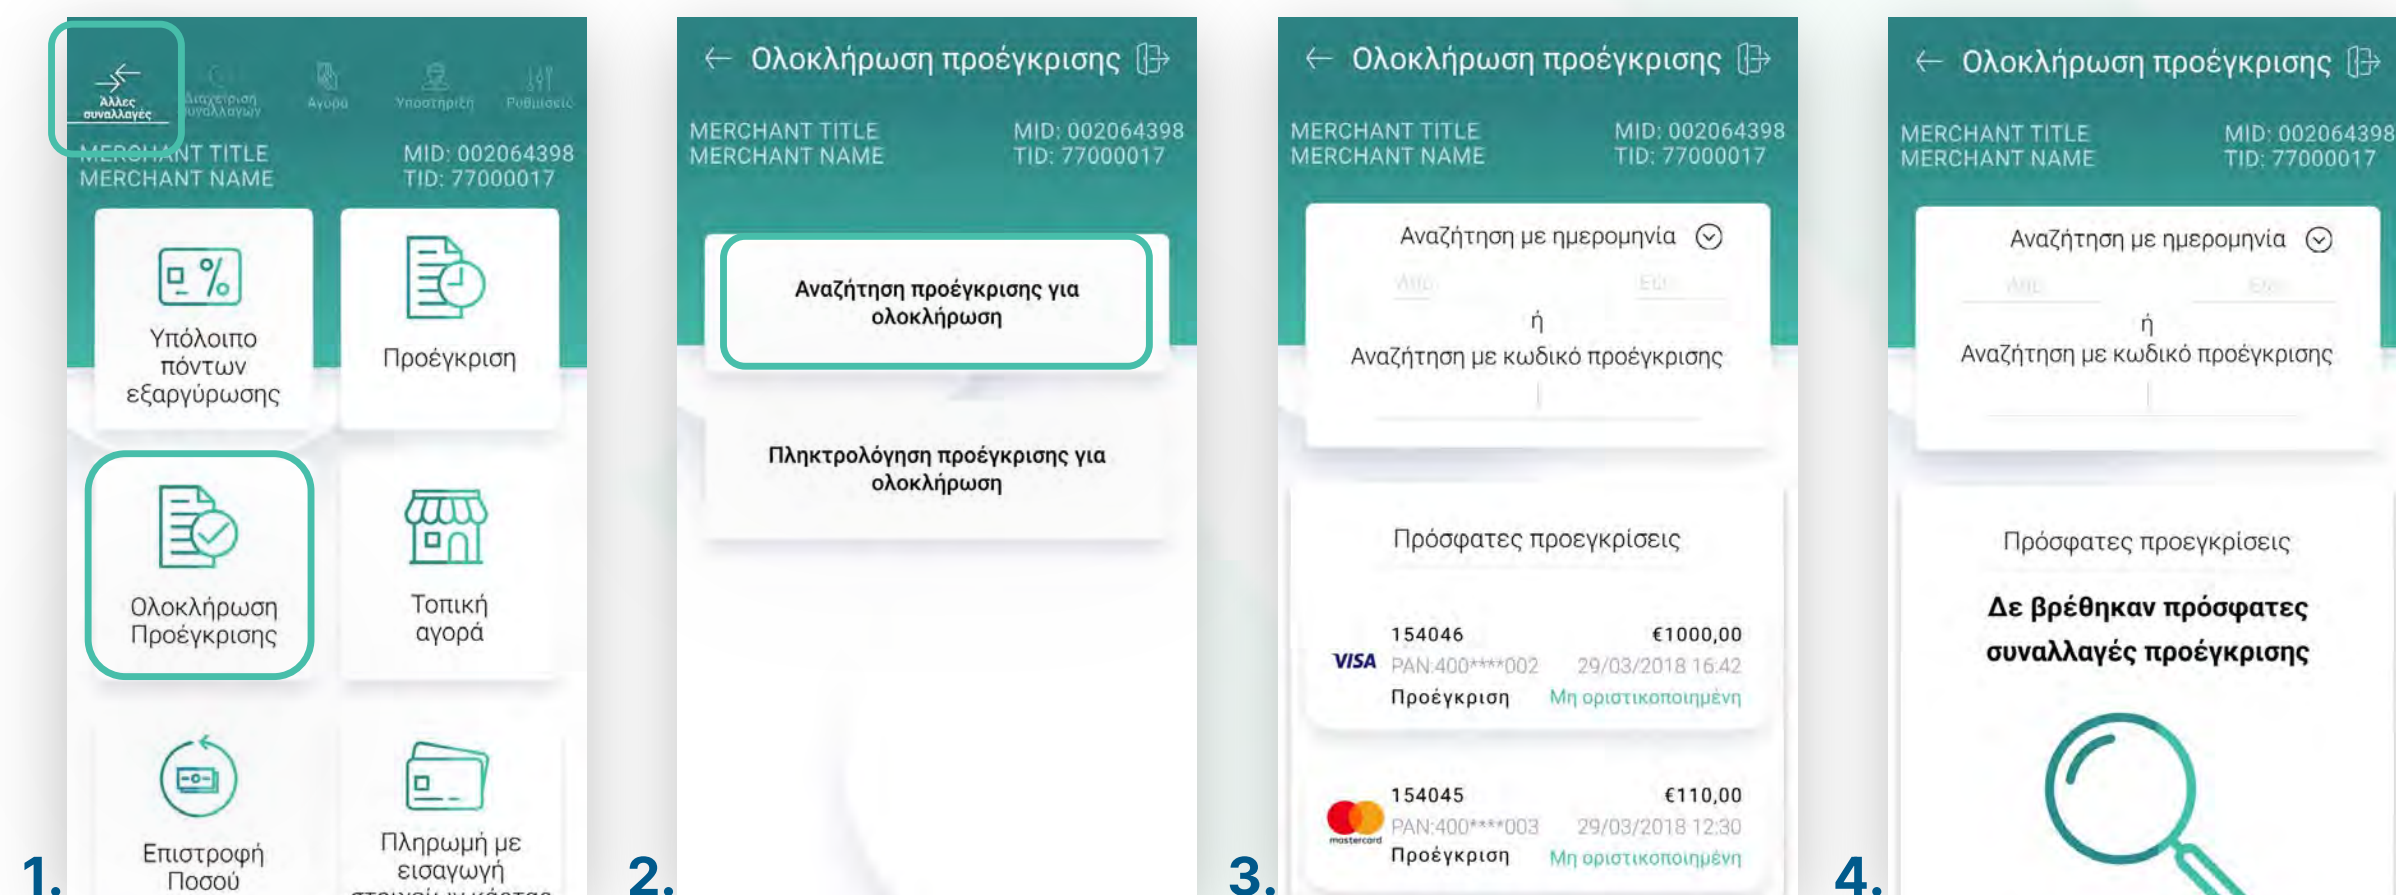 Άλλες
συναλλαγές
Διαχείριση
συναλλαγών
Αγορά
Υποστήριξη
Ρυθμίσεις
MERCHANT TITLE
MID: 002064398
MERCHANT NAME
TID: 77000017
Υπόλοιπο
πόντων
εξαργύρωσης
Προέγκριση
Ολοκλήρωση
Προέγκρισης
Τοπική
αγορά
Επιστροφή
Ποσού
Πληρωμή με
εισαγωγή
στοιχείων κάρτας
1.
Ολοκλήρωση προέγκρισης
MERCHANT TITLE
MID: 002064398
MERCHANT NAME
TID: 77000017
Αναζήτηση προέγκρισης για
ολοκλήρωση
Πληκτρολόγηση προέγκρισης για
ολοκλήρωση
2.
Ολοκλήρωση προέγκρισης
MERCHANT TITLE
MID: 002064398
MERCHANT NAME
TID: 77000017
Αναζήτηση με ημερομηνία
ή
Αναζήτηση με κωδικό προέγκρισης
Πρόσφατες προεγκρίσεις
154046 €1000,00
VISA PAN:400****002 29/03/2018 16:42
Προέγκριση Μη οριστικοποιημένη
154045 €110,00
mastercard PAN:400****003 29/03/2018 12:30
Προέγκριση Μη οριστικοποιημένη
3.
Ολοκλήρωση προέγκρισης
MERCHANT TITLE
MID: 002064398
MERCHANT NAME
TID: 77000017
Αναζήτηση με ημερομηνία
ή
Αναζήτηση με κωδικό προέγκρισης
Πρόσφατες προεγκρίσεις
Δε βρέθηκαν πρόσφατες
συναλλαγές προέγκρισης
4.